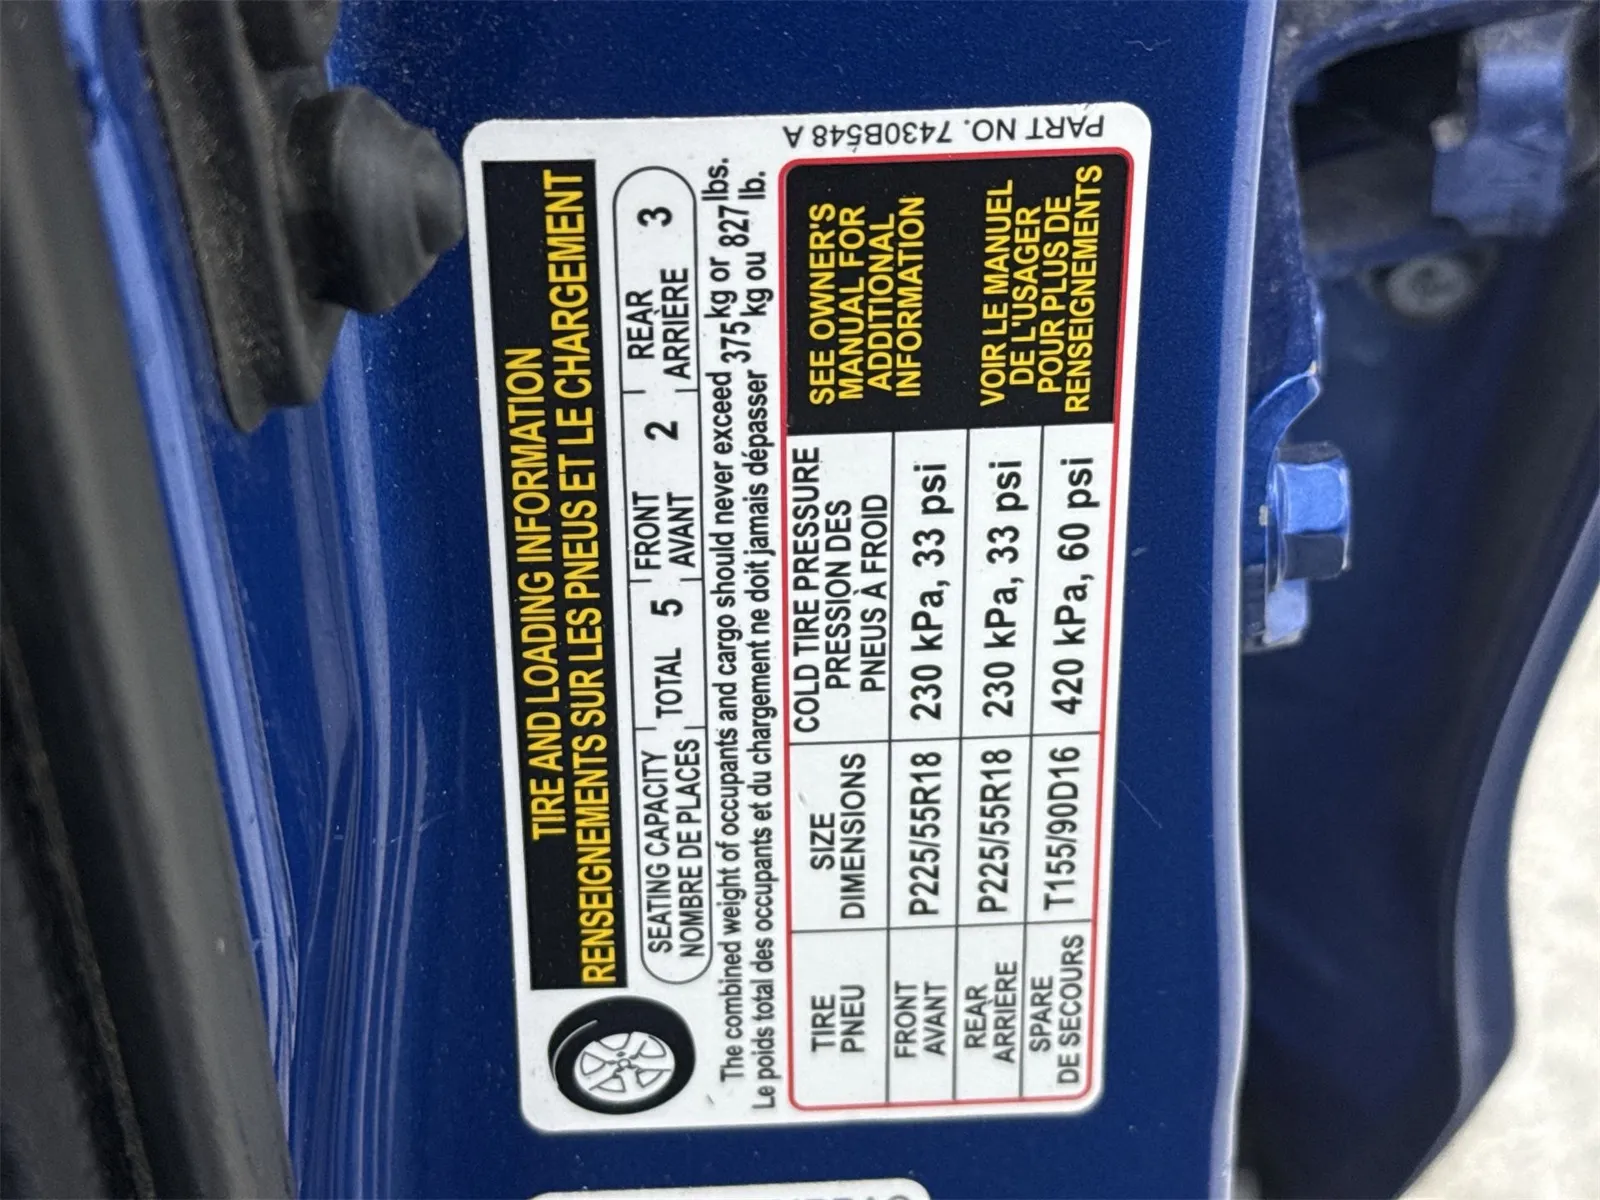 TIRE AND LOADING INFORMATION
RENSEIGNEMENTS SUR LES PNEUS ET LE CHARGEMENT
SEATING CAPACITY TOTAL 5 FRONT 2 REAR 3
NOMBRE DE PLACES AVANT ARRIÈRE
The combined weight of occupants and cargo should never exceed 375 kg or 827 lbs.
Le poids total des occupants et du chargement ne doit jamais dépasser kg ou lb.
TIRE SIZE COLD TIRE PRESSURE
PNEU DIMENSIONS PRESSION DES
PNEUS À FROID
FRONT P225/55R18 230 kPa, 33 psi
AVANT
REAR P225/55R18 230 kPa, 33 psi
ARRIÈRE
SPARE T155/90D16 420 kPa, 60 psi
DE SECOURS
SEE OWNER'S
MANUAL FOR
ADDITIONAL
INFORMATION
VOIR LE MANUEL
DE L'USAGER
POUR PLUS DE
RENSEIGNEMENTS
PART NO. 7430B548 A